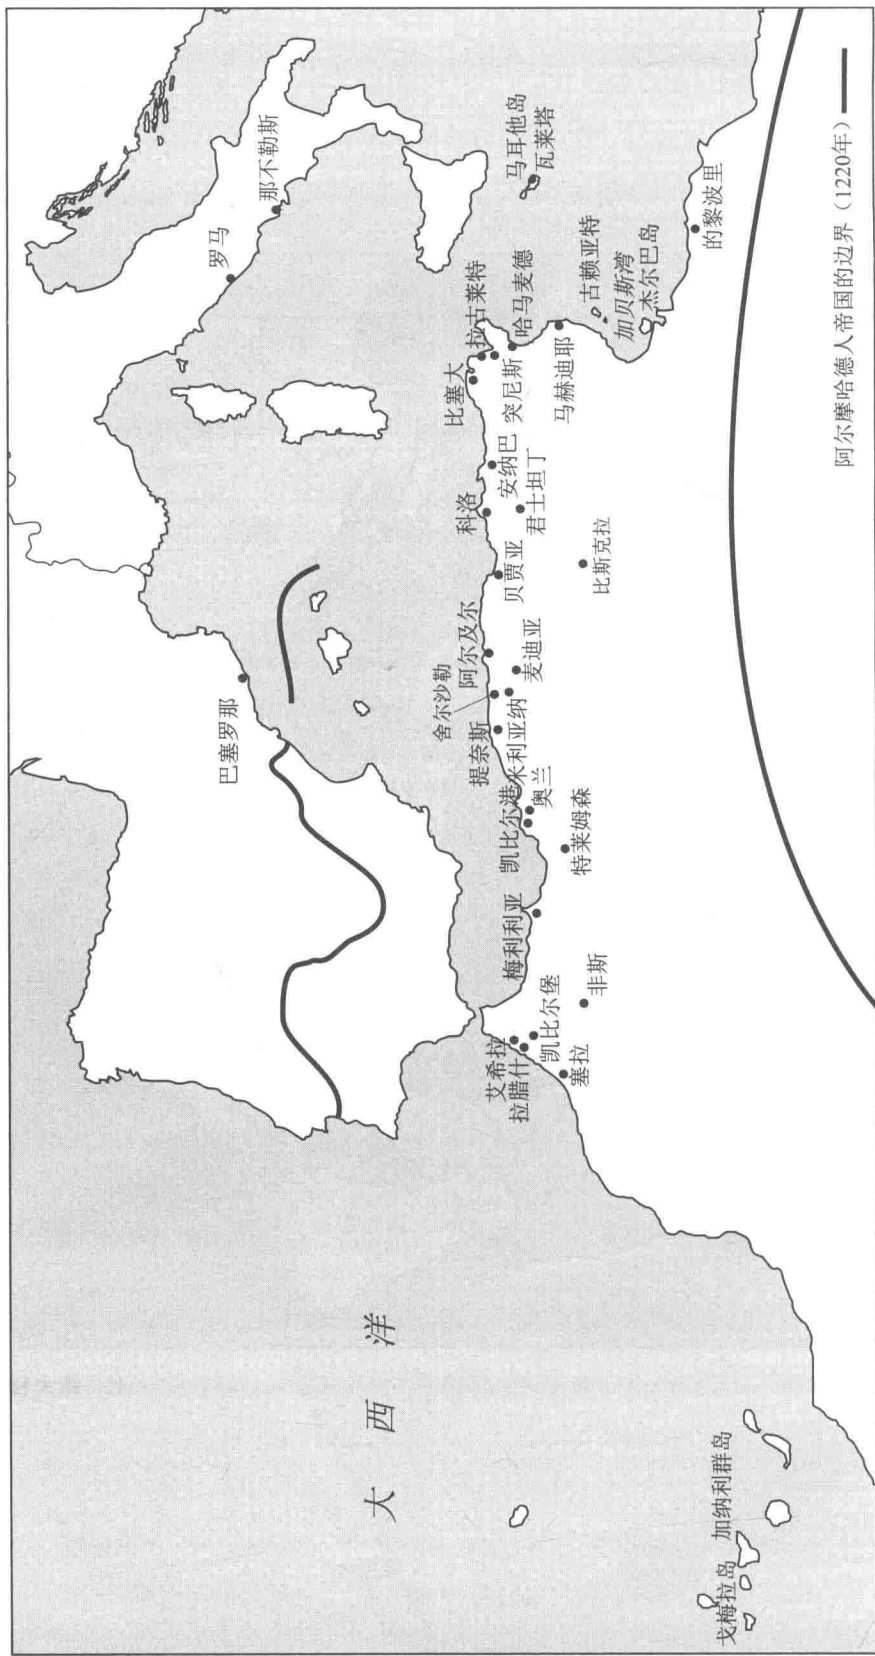 大西洋
戈梅拉岛
加纳利群岛
塞拉
拉腊什
艾希拉
凯比尔堡
非斯
梅利利亚
特莱姆森
凯比尔港
奥兰
米利亚纳
提奈斯
舍尔沙勒
麦迪亚
阿尔及尔
贝贾亚
比斯克拉
科洛
君士坦丁
安纳巴
比塞大
突尼斯
拉古莱特
哈马麦德
马赫迪耶
古赖亚特
加贝斯湾
杰尔巴岛
的黎波里
马耳他岛
瓦莱塔
巴塞罗那
罗马
那不勒斯
阿尔摩哈德人帝国的边界（1220年）